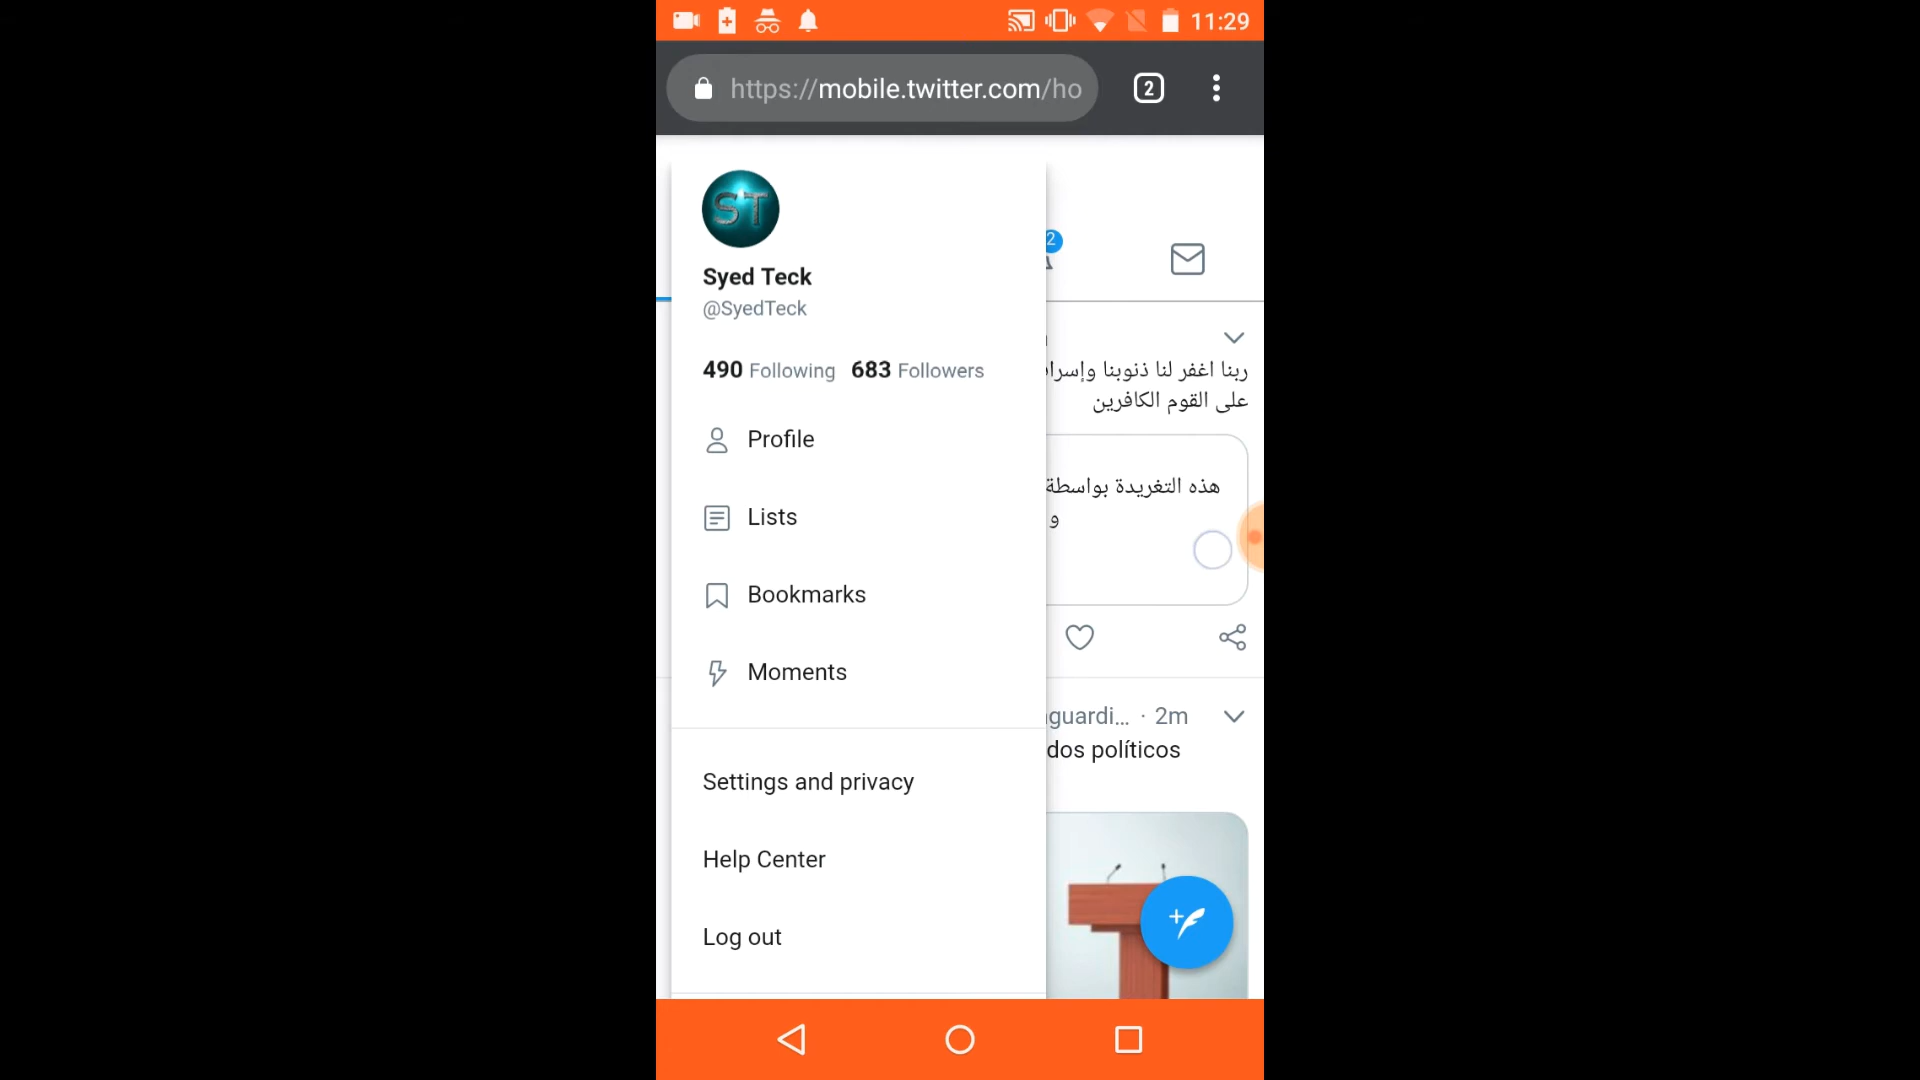 11:29
https://mobile.twitter.com/ho
2
ST
Syed Teck
@SyedTeck
490 Following 683 Followers
Profile
Lists
Bookmarks
Moments
Settings and privacy
Help Center
Log out
2
ربنا اغفر لنا ذنوبنا وإسرا
على القوم الكافرين
هذه التغريدة بواسطة
و
guardi... · 2m
dos políticos